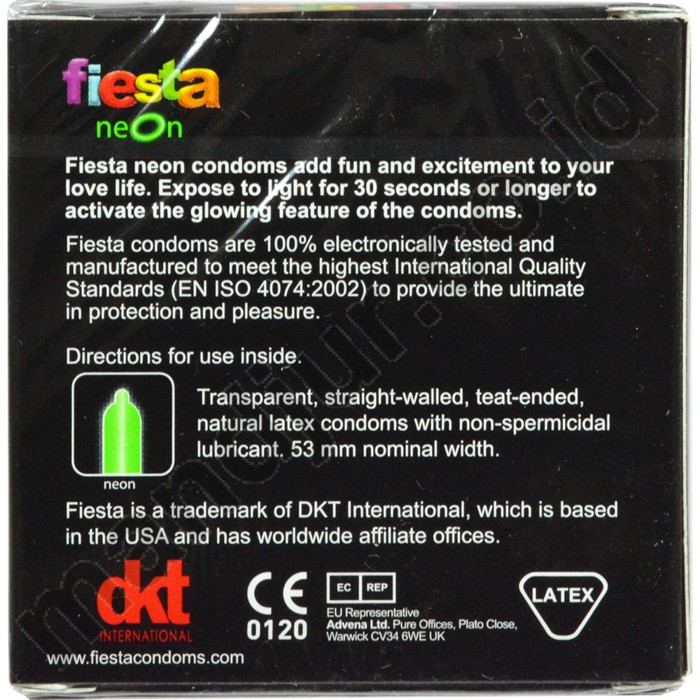 fiesta
neOn
Fiesta neon condoms add fun and excitement to your
love life. Expose to light for 30 seconds or longer to
activate the glowing feature of the condoms.
Fiesta condoms are 100% electronically tested and
manufactured to meet the highest International Quality
Standards (EN ISO 4074:2002) to provide the ultimate
in protection and pleasure.
Directions for use inside.
Transparent, straight-walled, teat-ended,
natural latex condoms with non-spermicidal
lubricant. 53 mm nominal width.
neon
Fiesta is a trademark of DKT International, which is based
in the USA and has worldwide affiliate offices.
dkt
INTERNATIONAL
CE
0120
EC REP
EU Representative
Advena Ltd. Pure Offices, Plato Close,
Warwick CV34 6WE UK
LATEX
www.fiestacondoms.com
mandjur.co.id